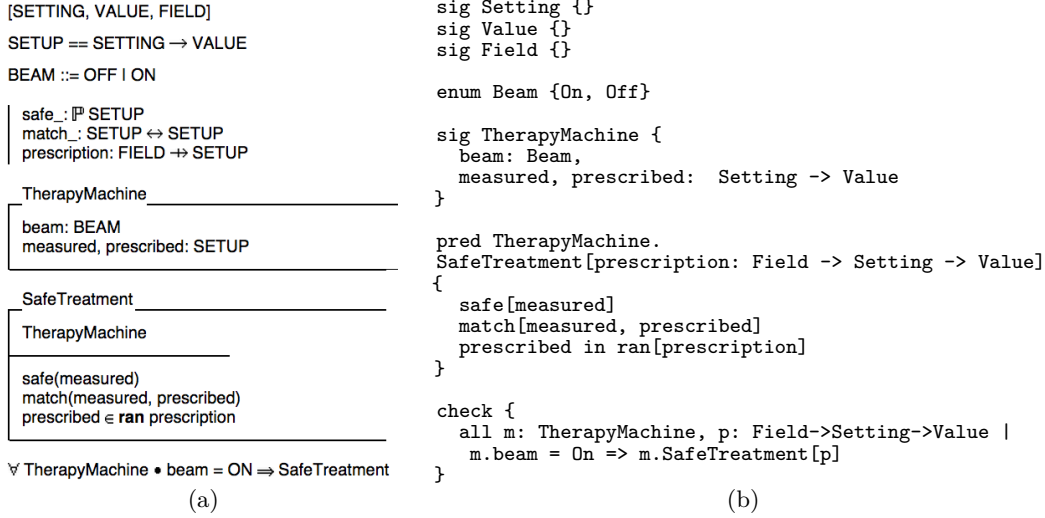 [SETTING, VALUE, FIELD]
SETUP == SETTING → VALUE
BEAM ::= OFF | ON
safe_: ℙ SETUP
match_: SETUP ↔ SETUP
prescription: FIELD ⇸ SETUP
TherapyMachine
beam: BEAM
measured, prescribed: SETUP
SafeTreatment
TherapyMachine
safe(measured)
match(measured, prescribed)
prescribed ∈ ran prescription
∀ TherapyMachine • beam = ON ⇒ SafeTreatment
(a)
sig Setting {}
sig Value {}
sig Field {}
enum Beam {On, Off}
sig TherapyMachine {
beam: Beam,
measured, prescribed: Setting -> Value
}
pred TherapyMachine.
SafeTreatment[prescription: Field -> Setting -> Value]
{
safe[measured]
match[measured, prescribed]
prescribed in ran[prescription]
}
check {
all m: TherapyMachine, p: Field->Setting->Value |
m.beam = On => m.SafeTreatment[p]
}
(b)